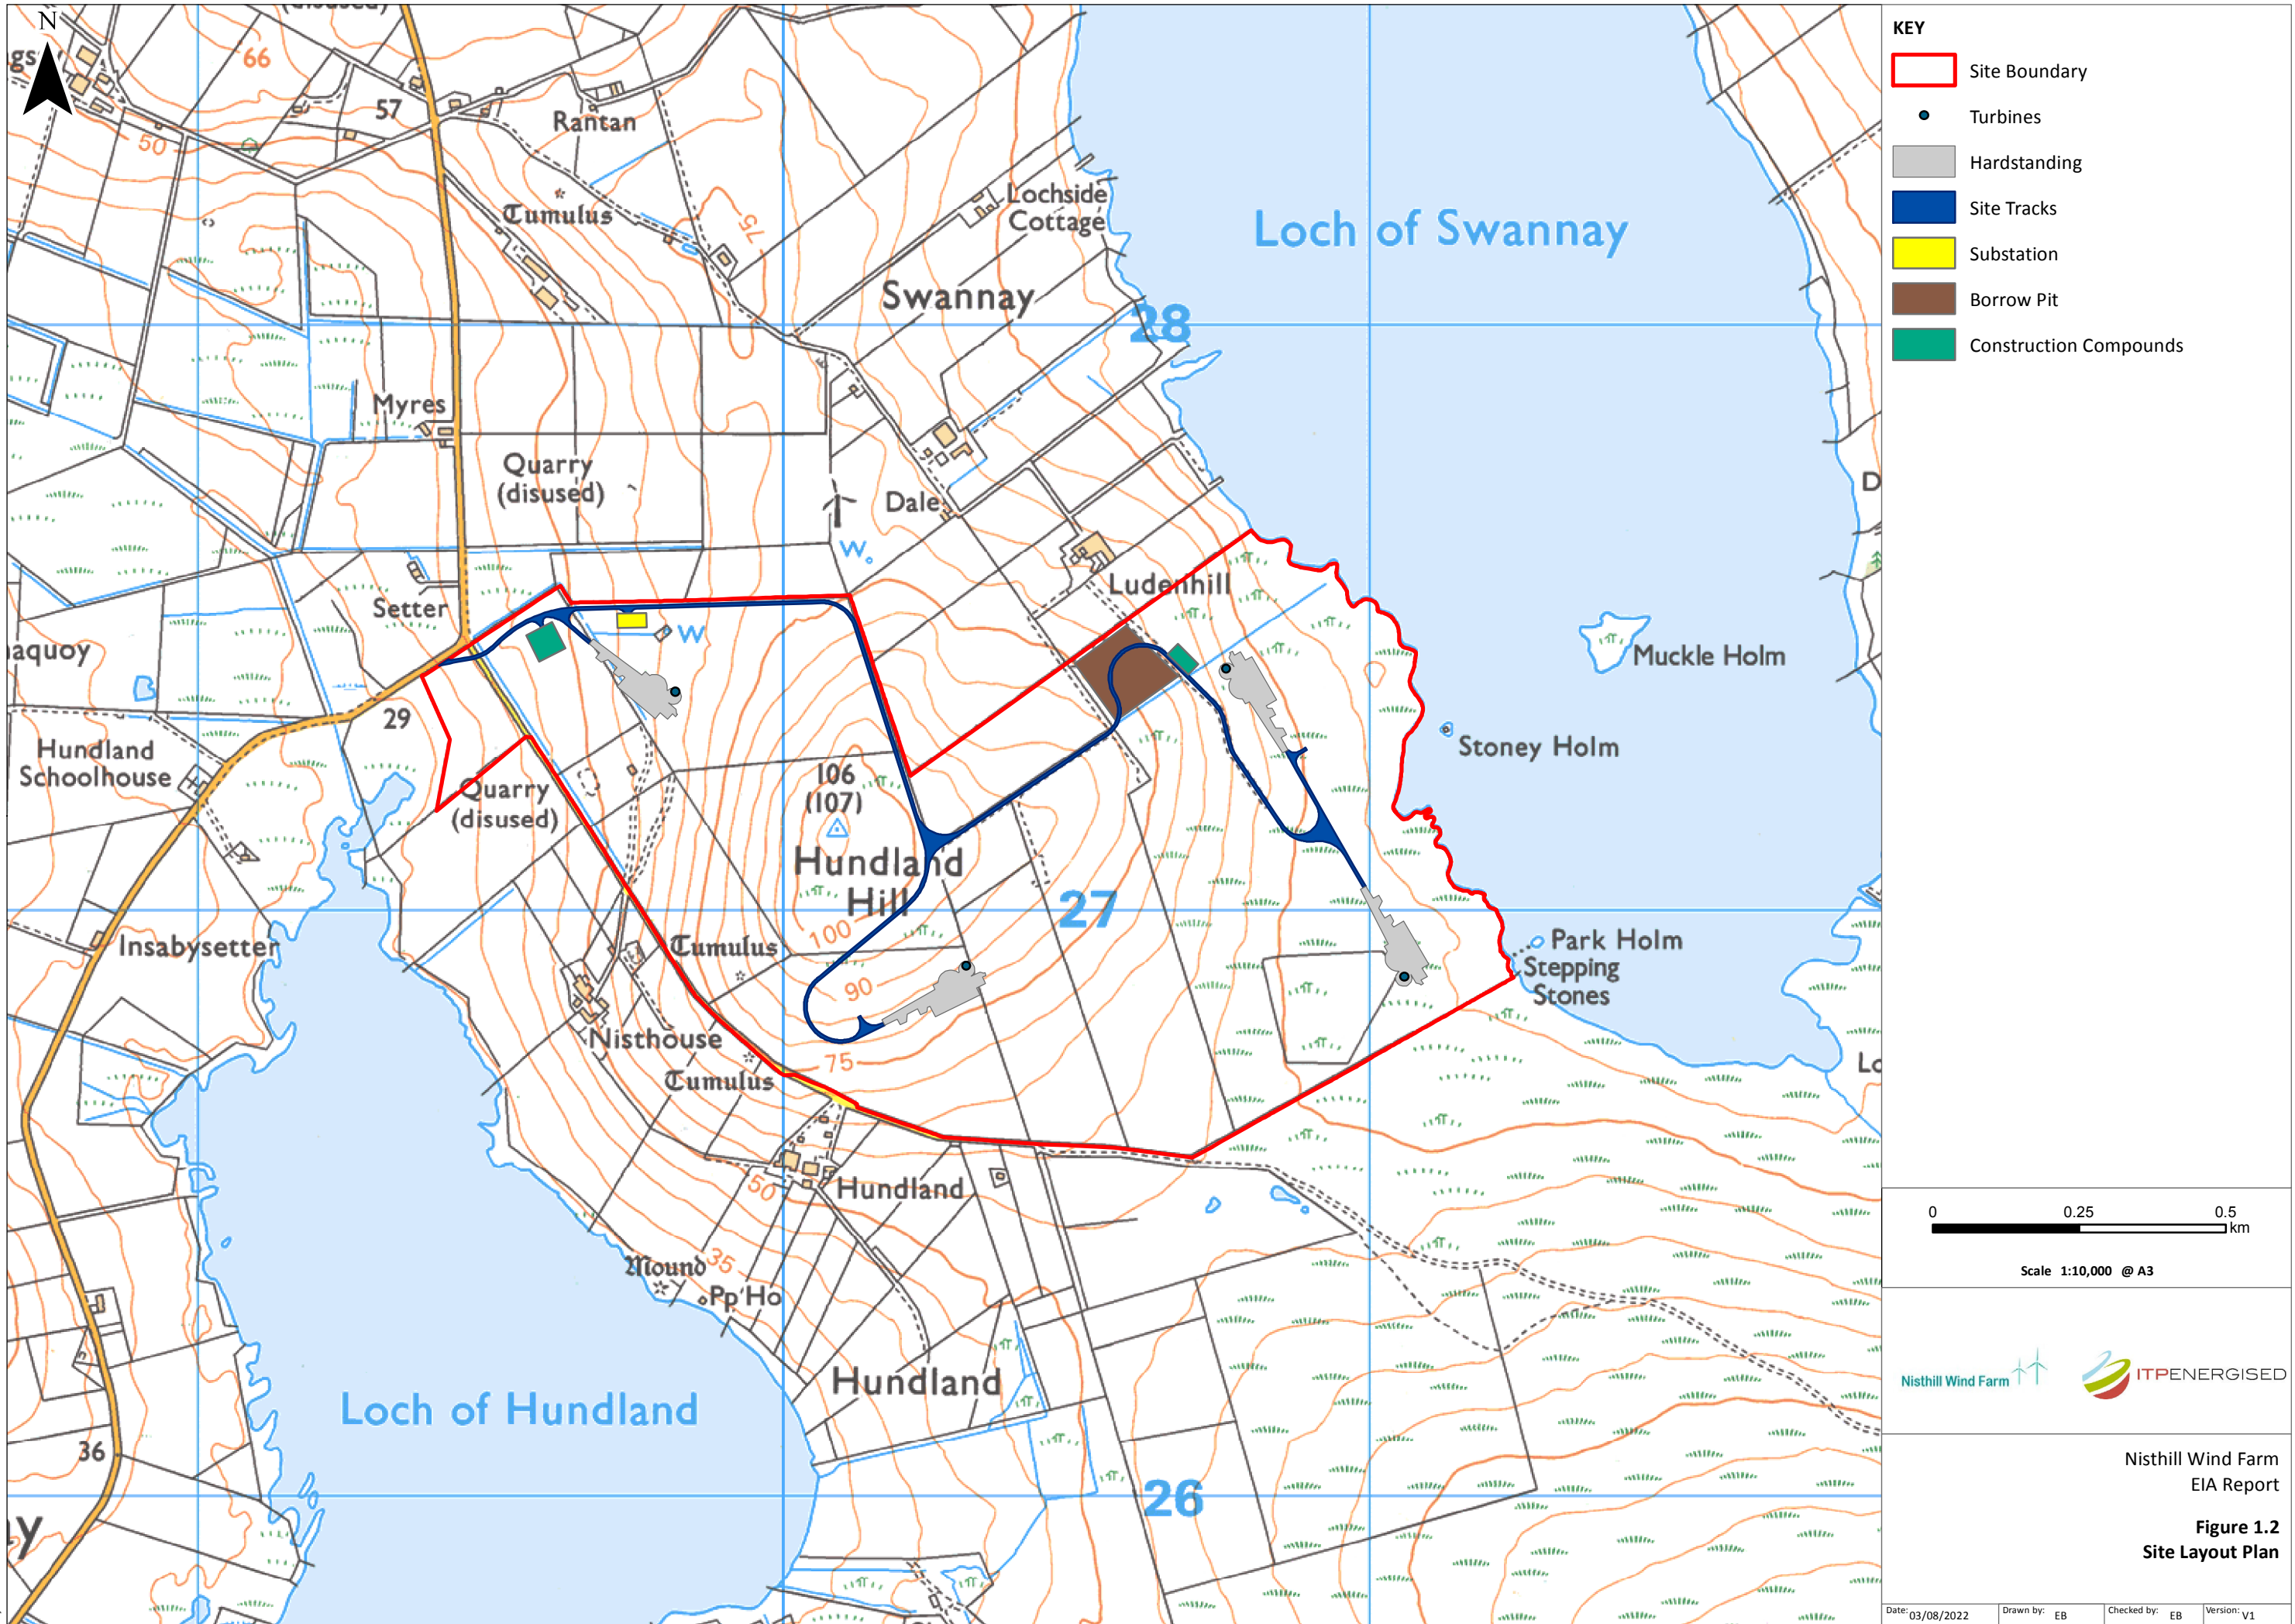 N
(disused)
66
57
50
Rantan
Tumulus
75
Lochside
Cottage
Loch of Swannay
Swannay
28
Myres
Quarry
(disused)
Dale
W
Setter
Ludenhill
W
Muckle Holm
29
Stoney Holm
Hundland
Schoolhouse
Quarry
(disused)
106
(107)
Hundland
Hill
27
100
Insabysetter
Tumulus
90
Park Holm
Stepping
Stones
Nisthouse
75
Tumulus
50
Hundland
35
Mound
Pp Ho
Hundland
Loch of Hundland
36
26
KEY
Site Boundary
Turbines
Hardstanding
Site Tracks
Substation
Borrow Pit
Construction Compounds
0 0.25 0.5
km
Scale 1:10,000 @ A3
Nisthill Wind Farm
ITPENERGISED
Nisthill Wind Farm
EIA Report
Figure 1.2
Site Layout Plan
Date: 03/08/2022 Drawn by: EB Checked by: EB Version: V1